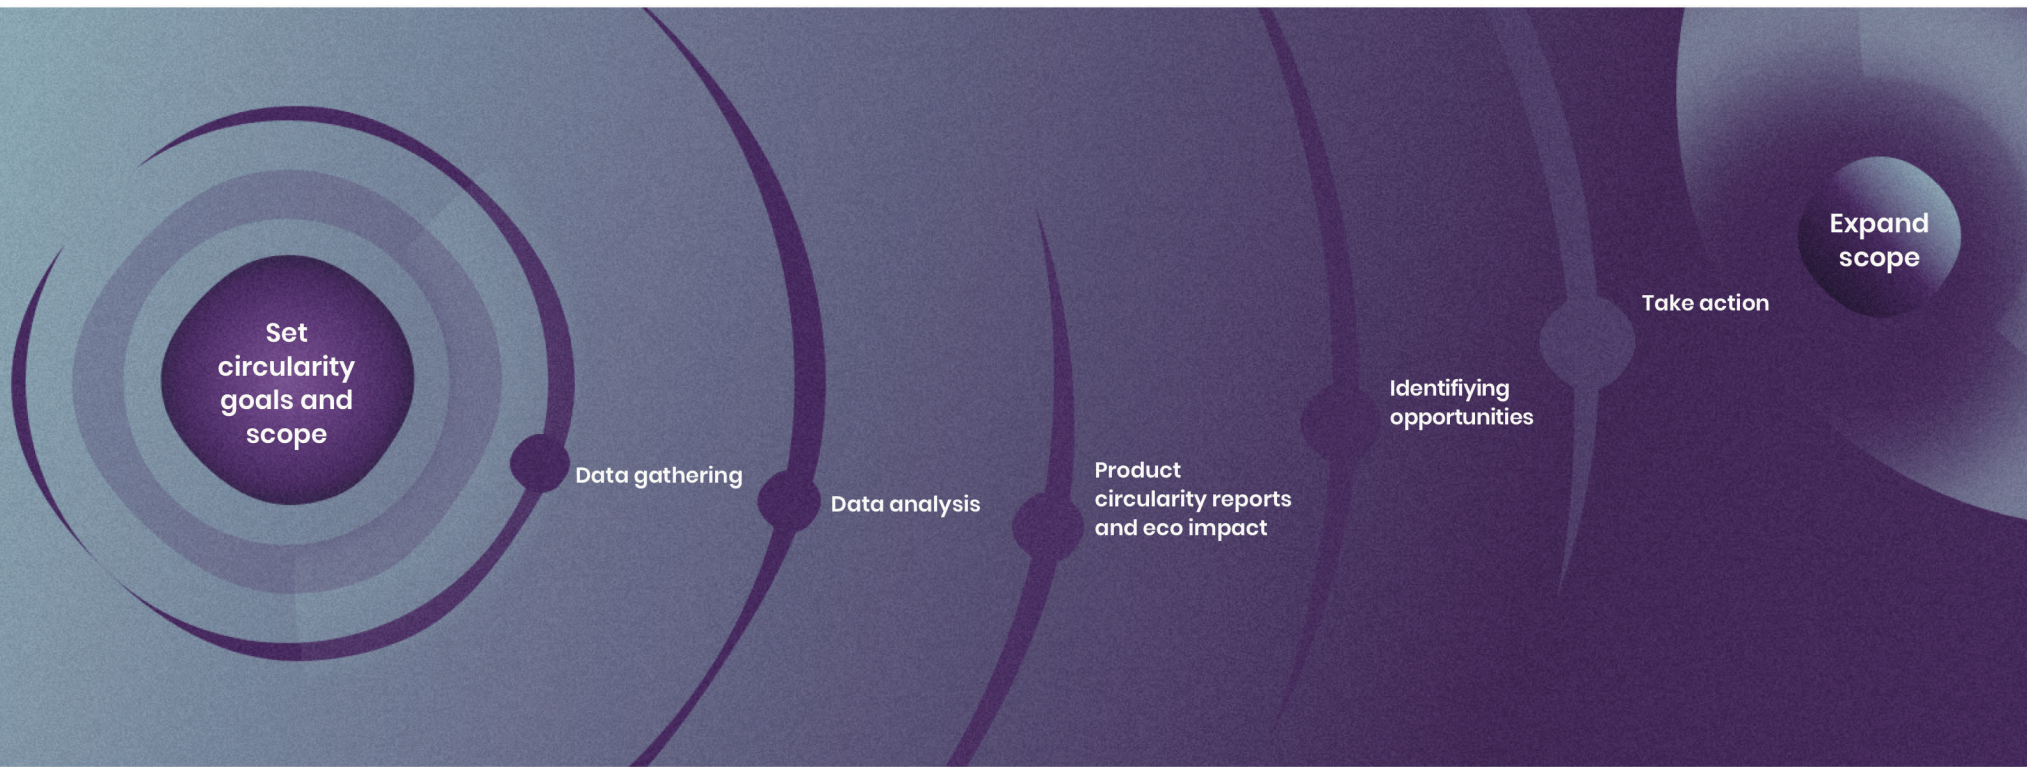 Set
circularity
goals and
scope
Data gathering
Data analysis
Product
circularity reports
and eco impact
Identifiying
opportunities
Take action
Expand
scope